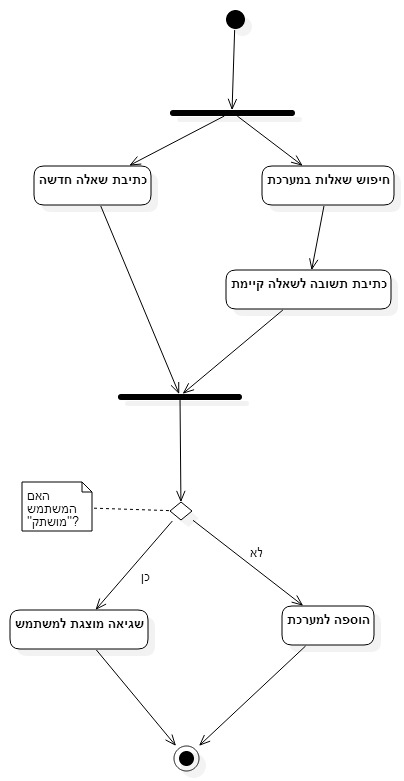 חיפוש שאלות במערכת
כתיבת שאלה חדשה
כתיבת תשובה לשאלה קיימת
האם
המשתמש
"מושתק"?
לא
כן
הוספה למערכת
שגיאה מוצגת למשתמש